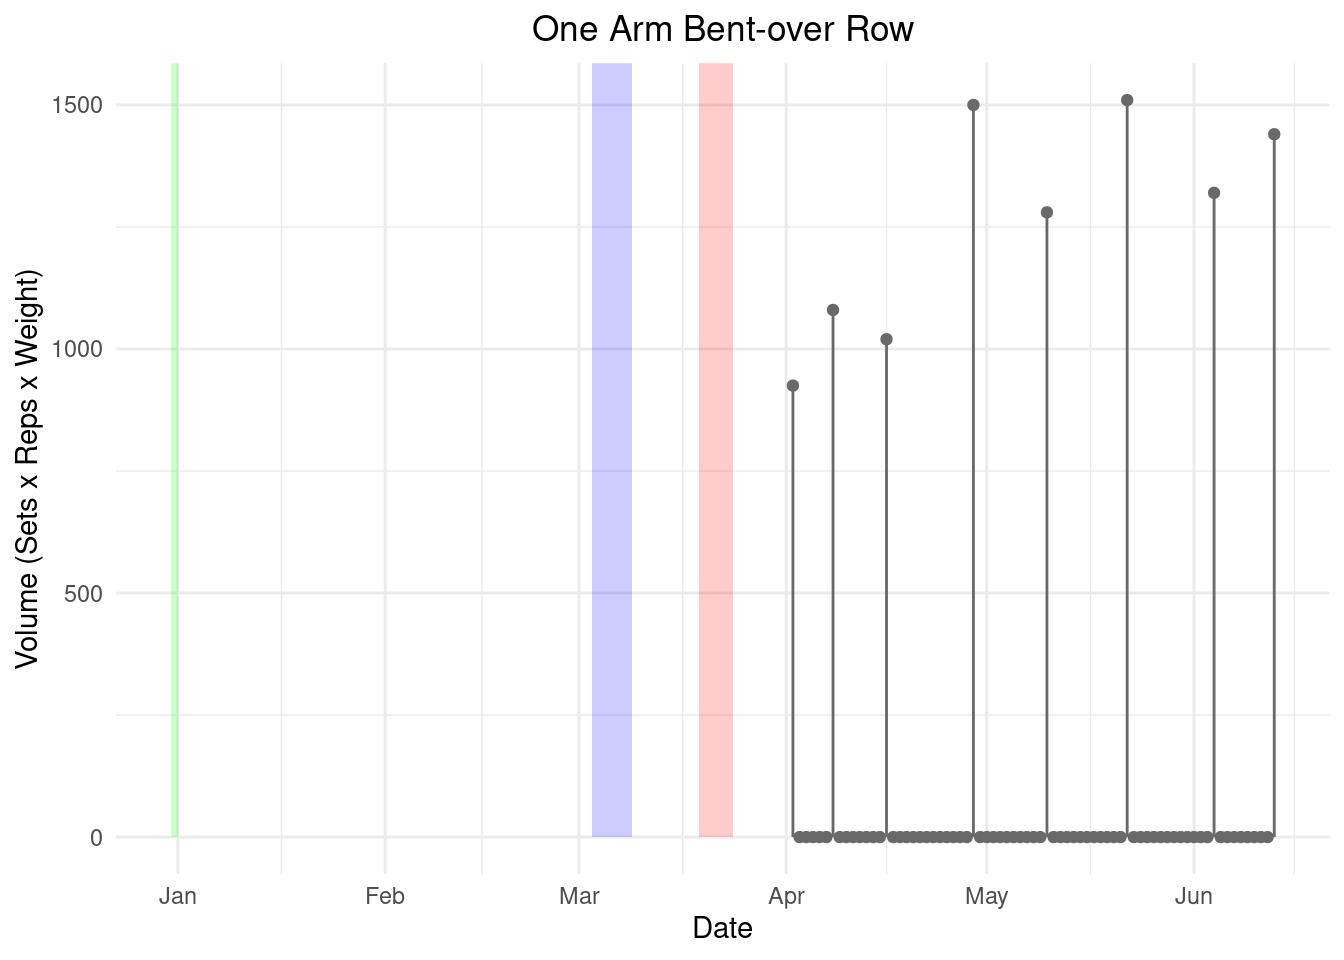 One Arm Bent-over Row
Volume (Sets x Reps x Weight)
1500
1000
500
0
Jan Feb Mar Apr May Jun
Date